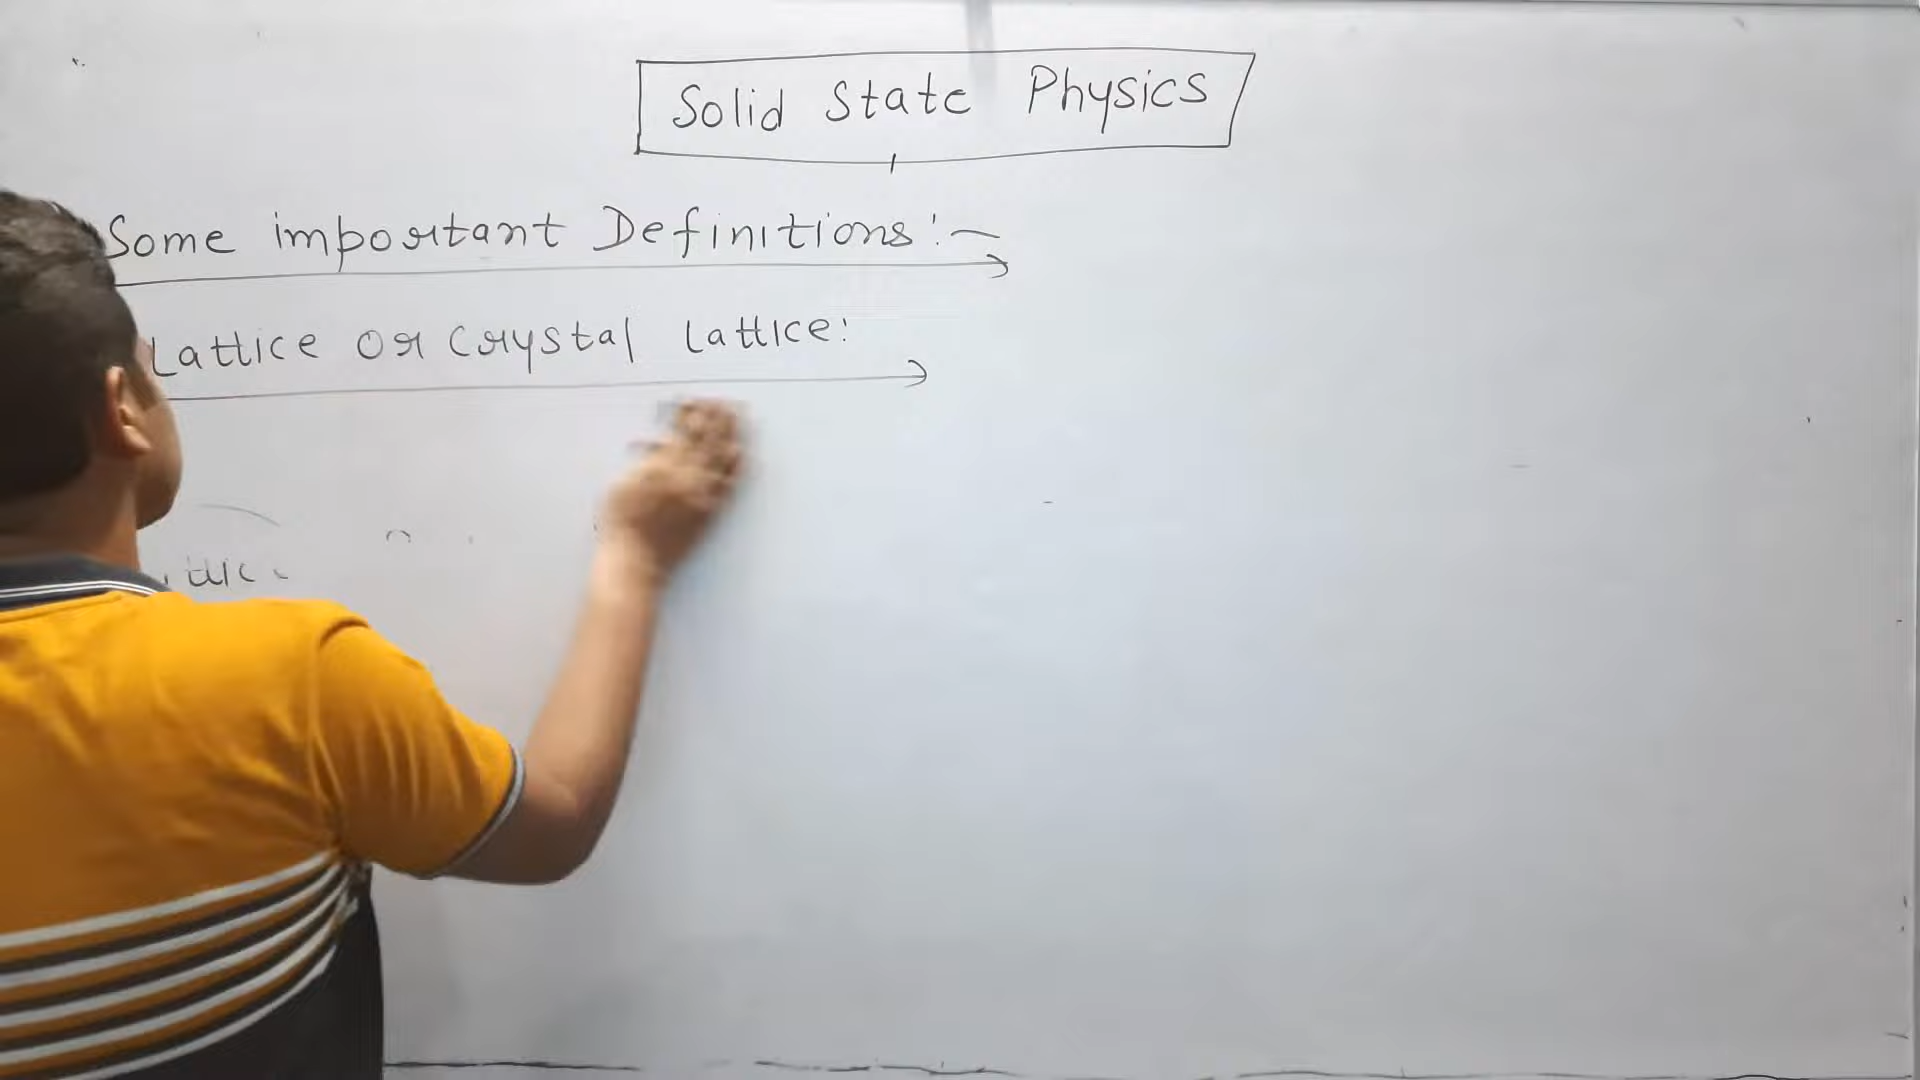 Solid State Physics
Some important Definitions:-
Lattice or Crystal Lattice: